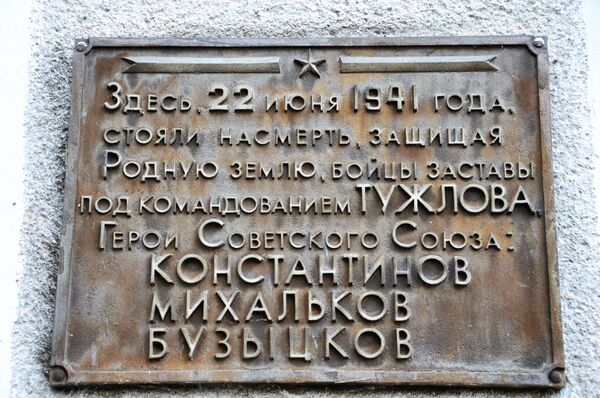 Здесь, 22 июня 1941 года,
стояли насмерть, защищая
Родную землю, бойцы заставы
под командованием ТУЖЛОВА,
Герои Советского Союза:
КОНСТАНТИНОВ
МИХАЛЬКОВ
БУЗЫЦКОВ